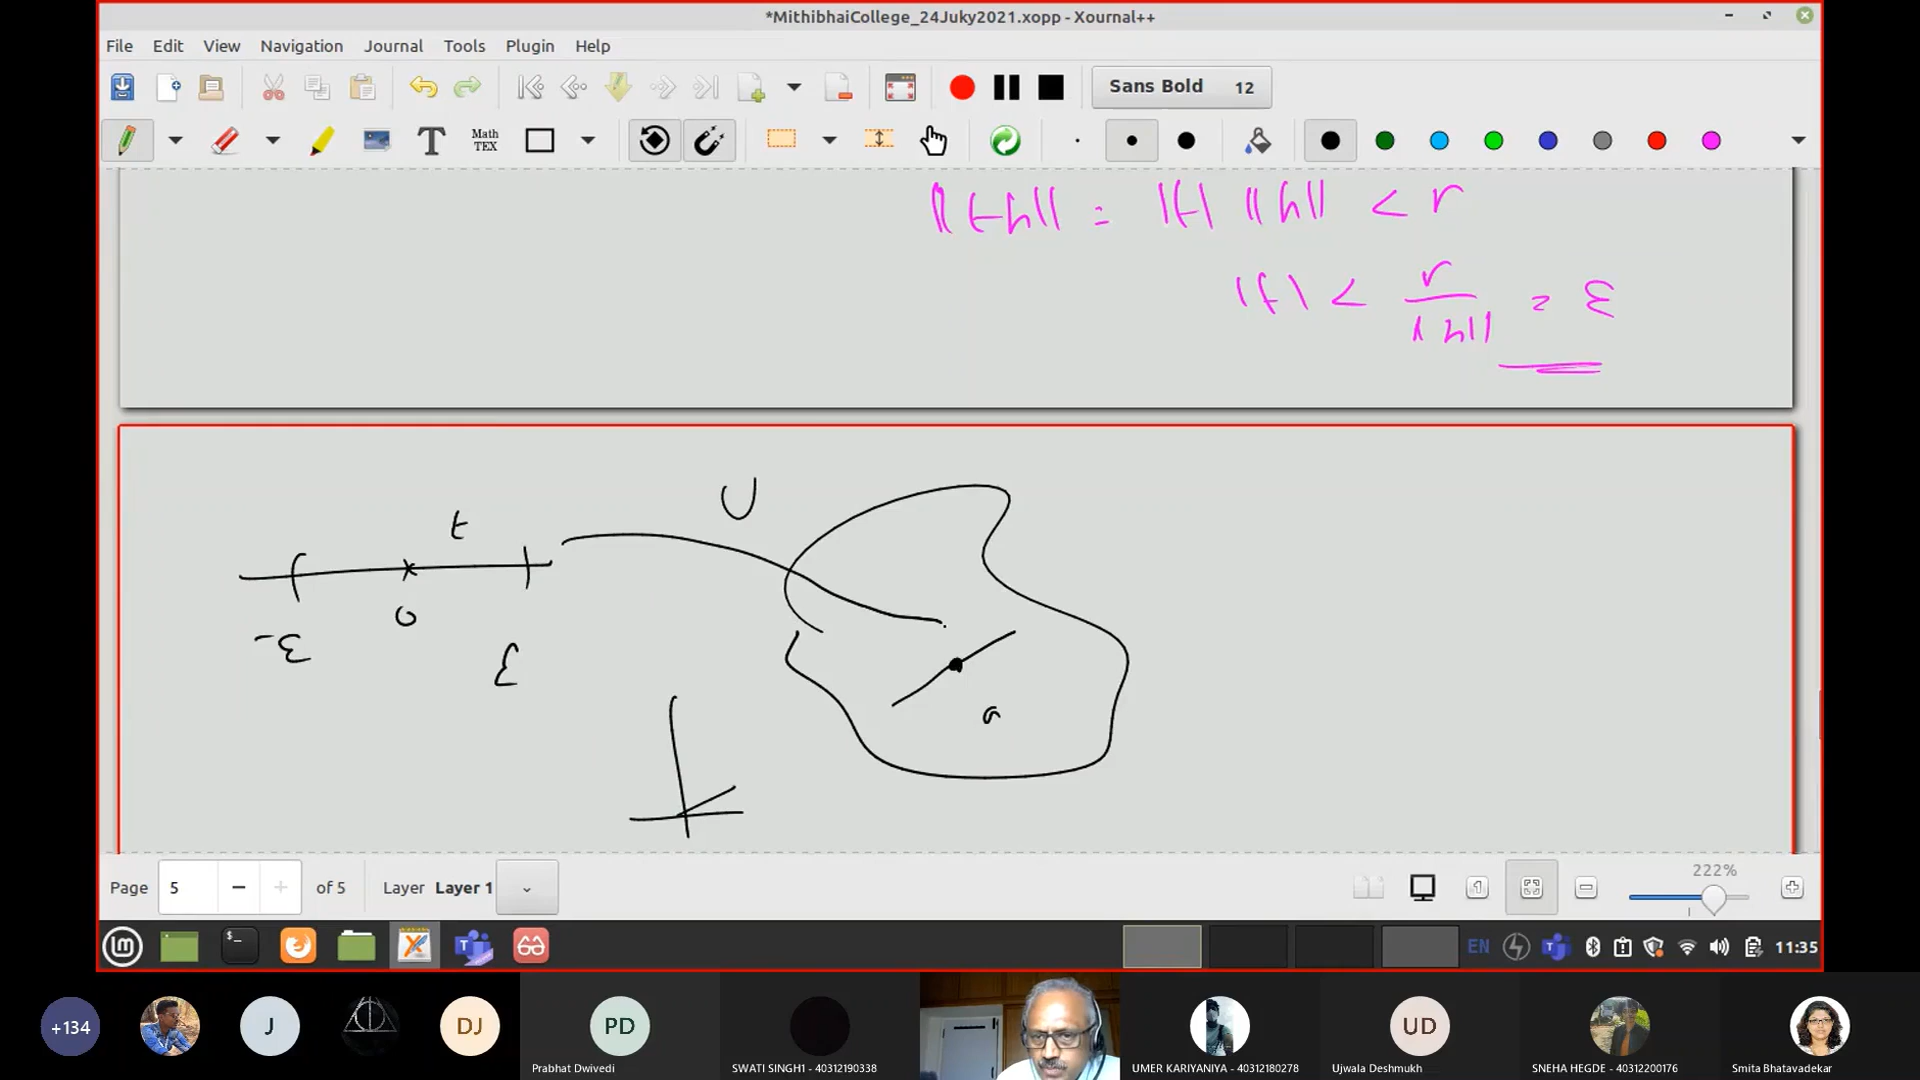 *MithibhaiCollege_24Juky2021.xopp - Xournal++
File Edit View Navigation Journal Tools Plugin Help
Sans Bold 12
T Math TEX
||th|| = |t| ||h|| < r
|t| < r/||h|| = ε
U
t
0
-ε
ε
a
Page 5 of 5 Layer Layer 1
222%
EN 11:35
+134 J DJ PD UD
Prabhat Dwivedi
SWATI SINGH1 - 40312190338
UMER KARIYANIYA - 40312180278
Ujwala Deshmukh
SNEHA HEGDE - 40312200176
Smita Bhatavadekar